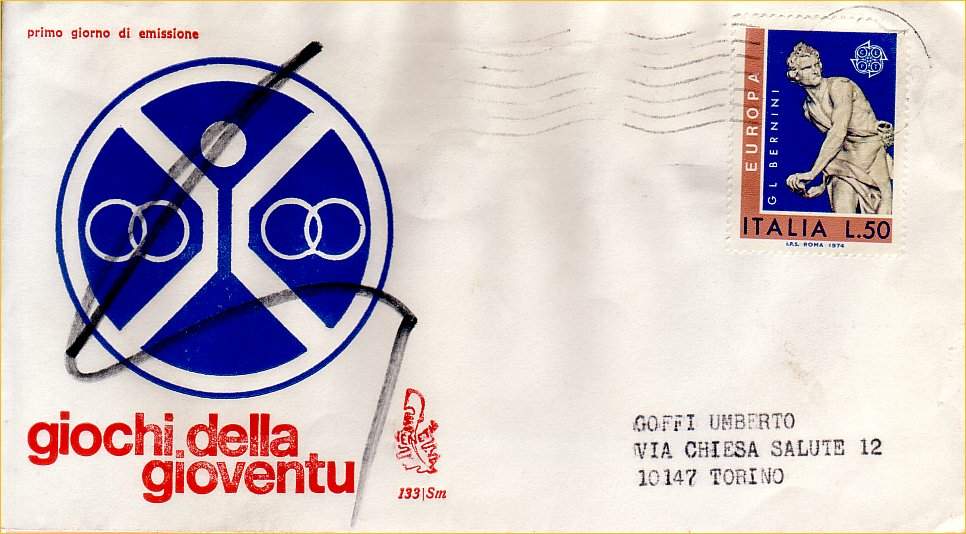 primo giorno di emissione
EUROPA
G L BERNINI
CEPT
ITALIA L.50
I.P.S. ROMA 1974
giochi della
gioventu
133|Sm
GOFFI UMBERTO
VIA CHIESA SALUTE 12
10147 TORINO